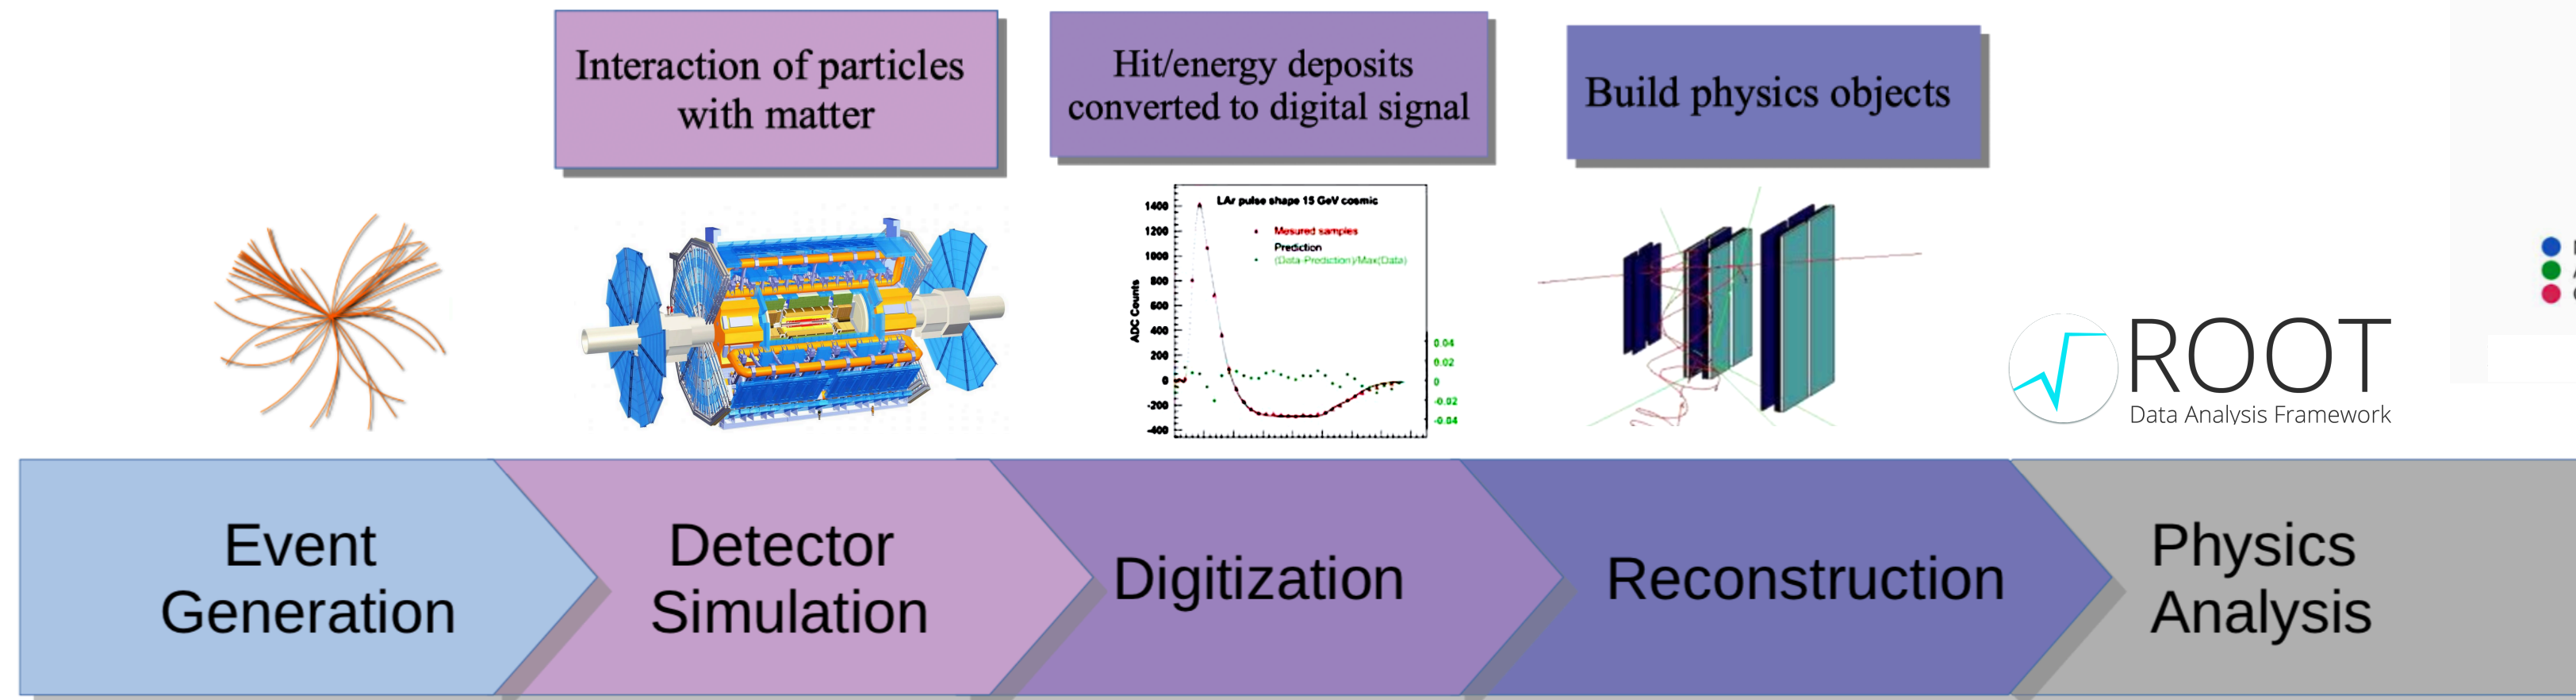 Interaction of particles
with matter
Hit/energy deposits
converted to digital signal
Build physics objects
LAr pulse shape 15 GeV cosmic
Mesured samples
Prediction
(Data-Prediction)/Max(Data)
ADC Counts
1400
1200
1000
800
600
400
200
0
-200
-400
0.04
0.02
0
-0.02
-0.04
ROOT
Data Analysis Framework
Event
Generation
Detector
Simulation
Digitization
Reconstruction
Physics
Analysis